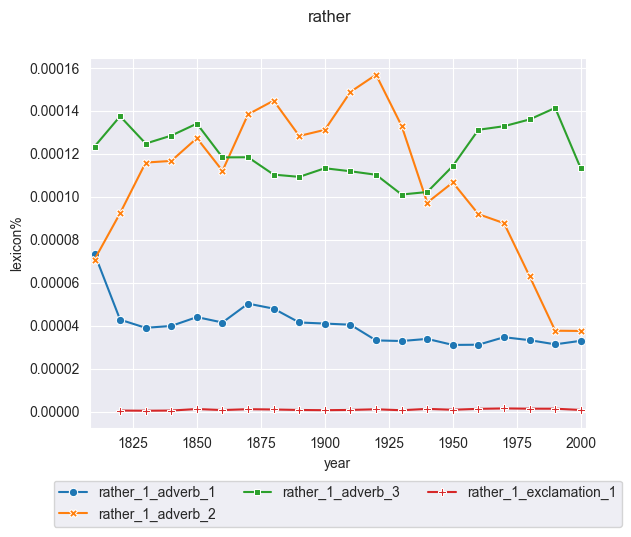 rather
0.00016
0.00014
0.00012
0.00010
0.00008
0.00006
0.00004
0.00002
0.00000
lexicon%
1825 1850 1875 1900 1925 1950 1975 2000
year
rather_1_adverb_1 rather_1_adverb_3 rather_1_exclamation_1
rather_1_adverb_2